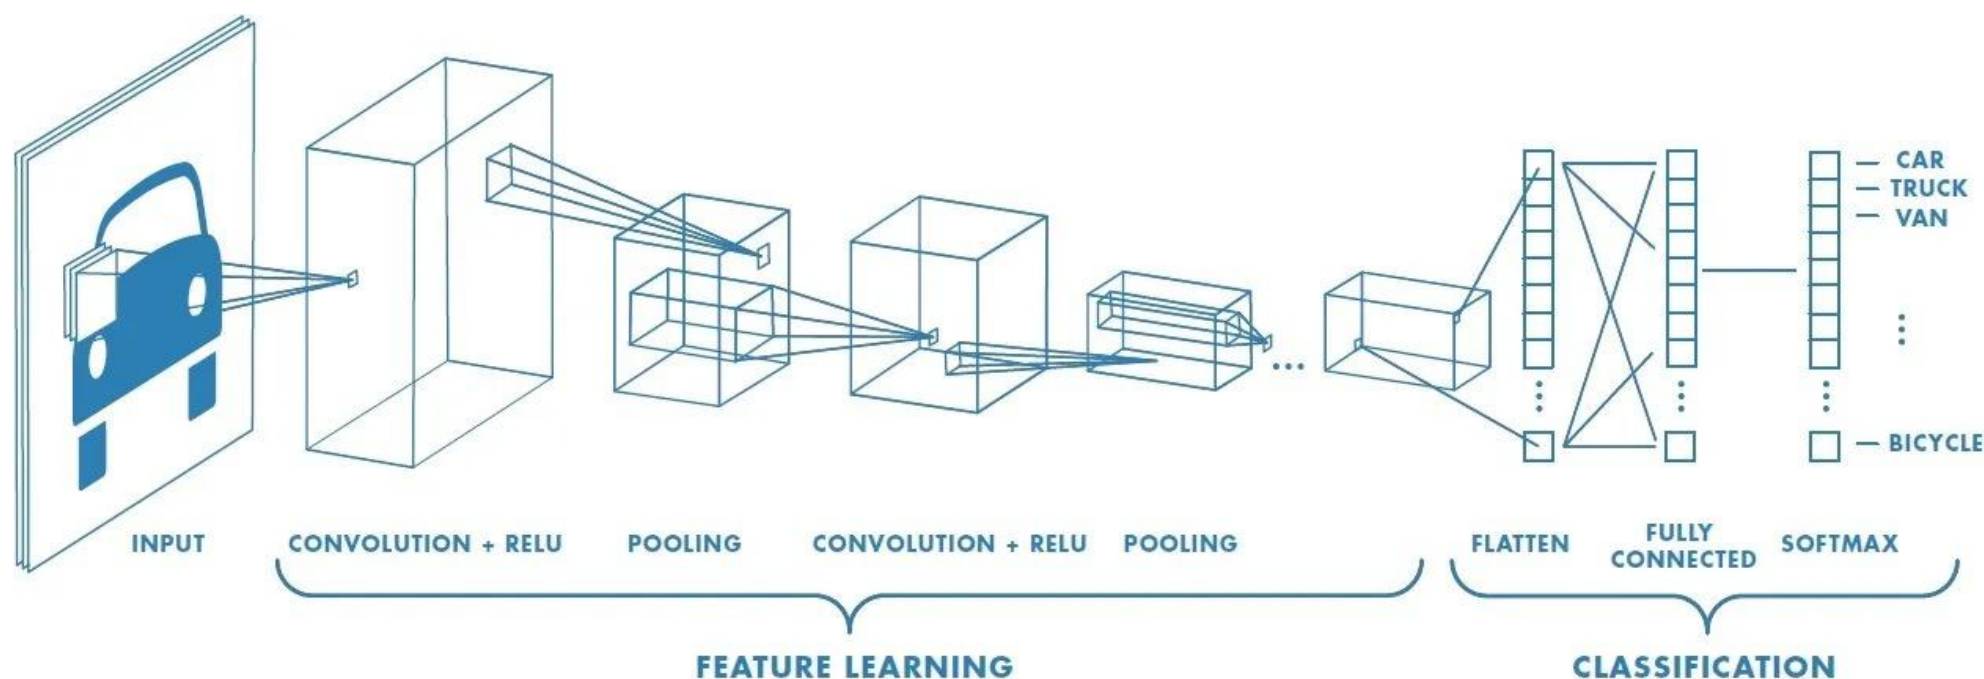 CAR
TRUCK
VAN
BICYCLE
INPUT
CONVOLUTION + RELU
POOLING
CONVOLUTION + RELU
POOLING
FLATTEN
FULLY
CONNECTED
SOFTMAX
FEATURE LEARNING
CLASSIFICATION